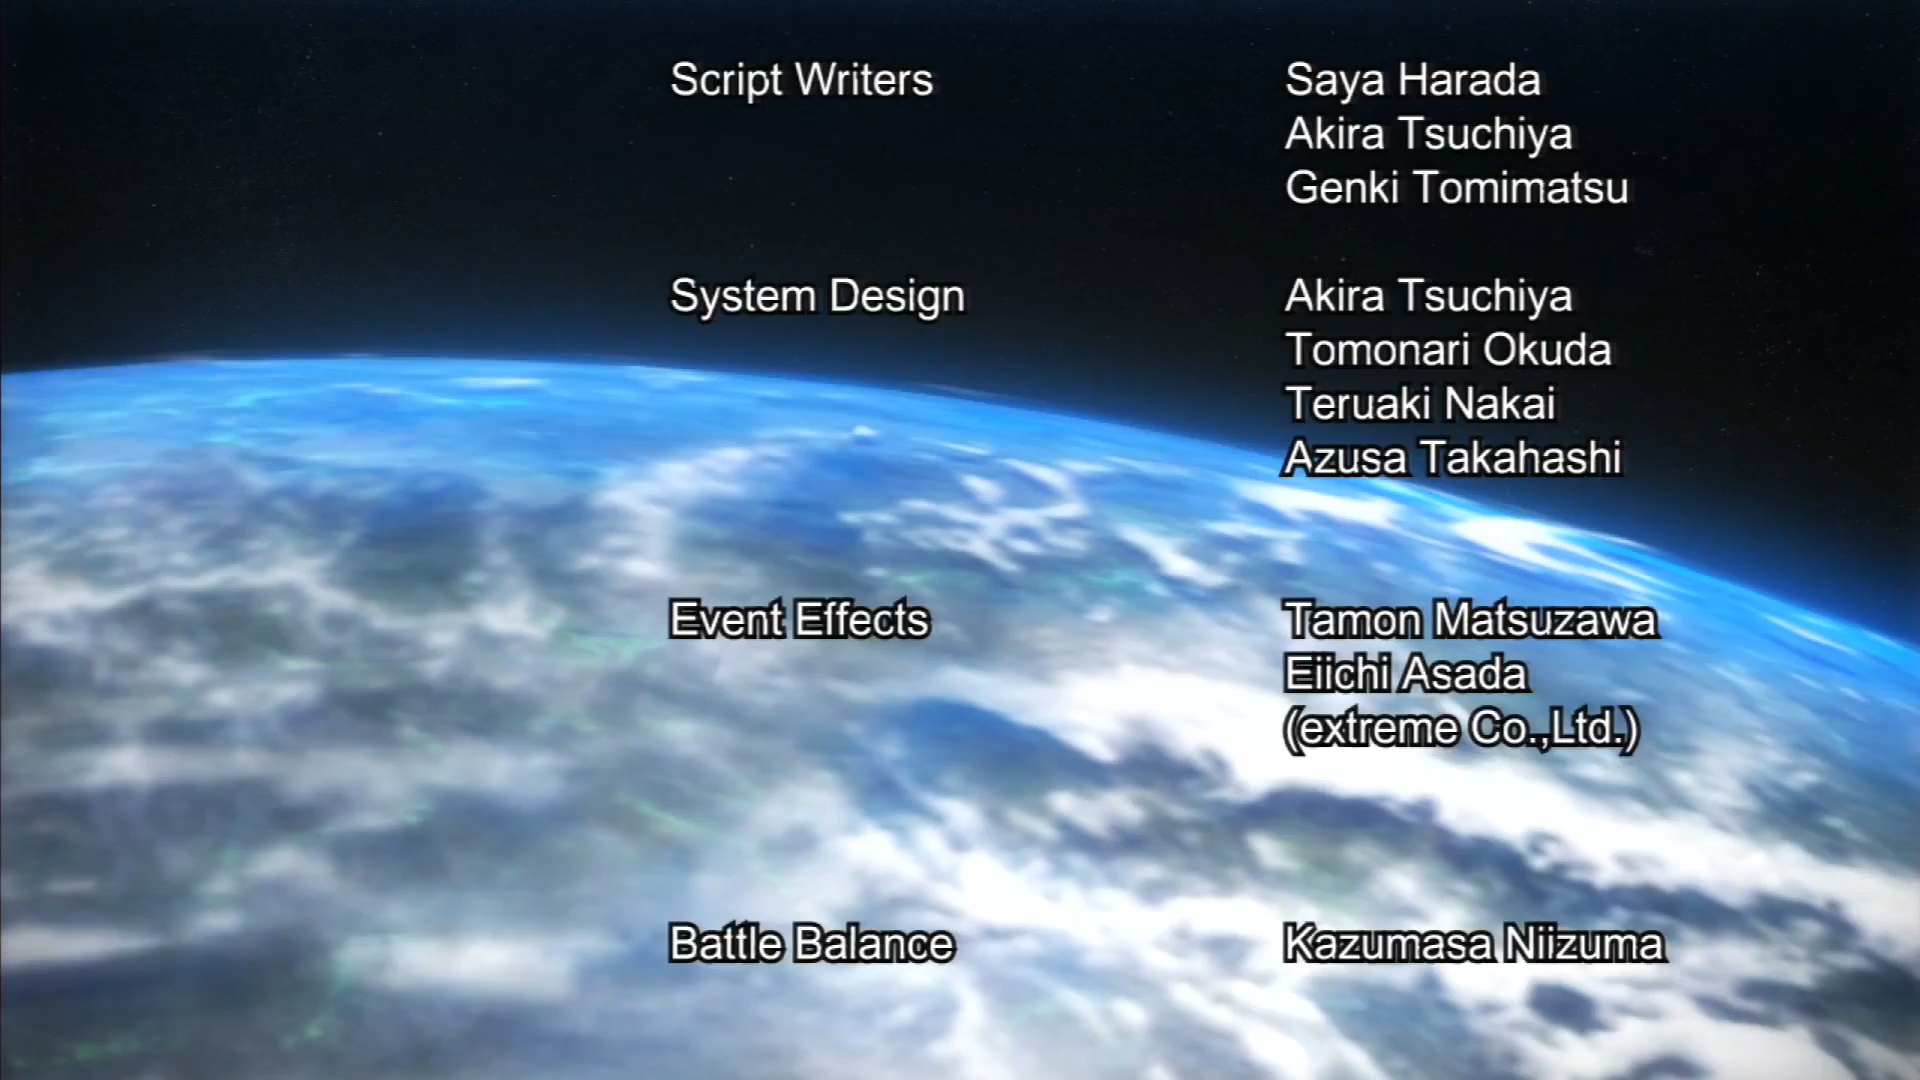 Script Writers Saya Harada
Akira Tsuchiya
Genki Tomimatsu
System Design Akira Tsuchiya
Tomonari Okuda
Teruaki Nakai
Azusa Takahashi
Event Effects Tamon Matsuzawa
Eiichi Asada
(extreme Co.,Ltd.)
Battle Balance Kazumasa Niizuma